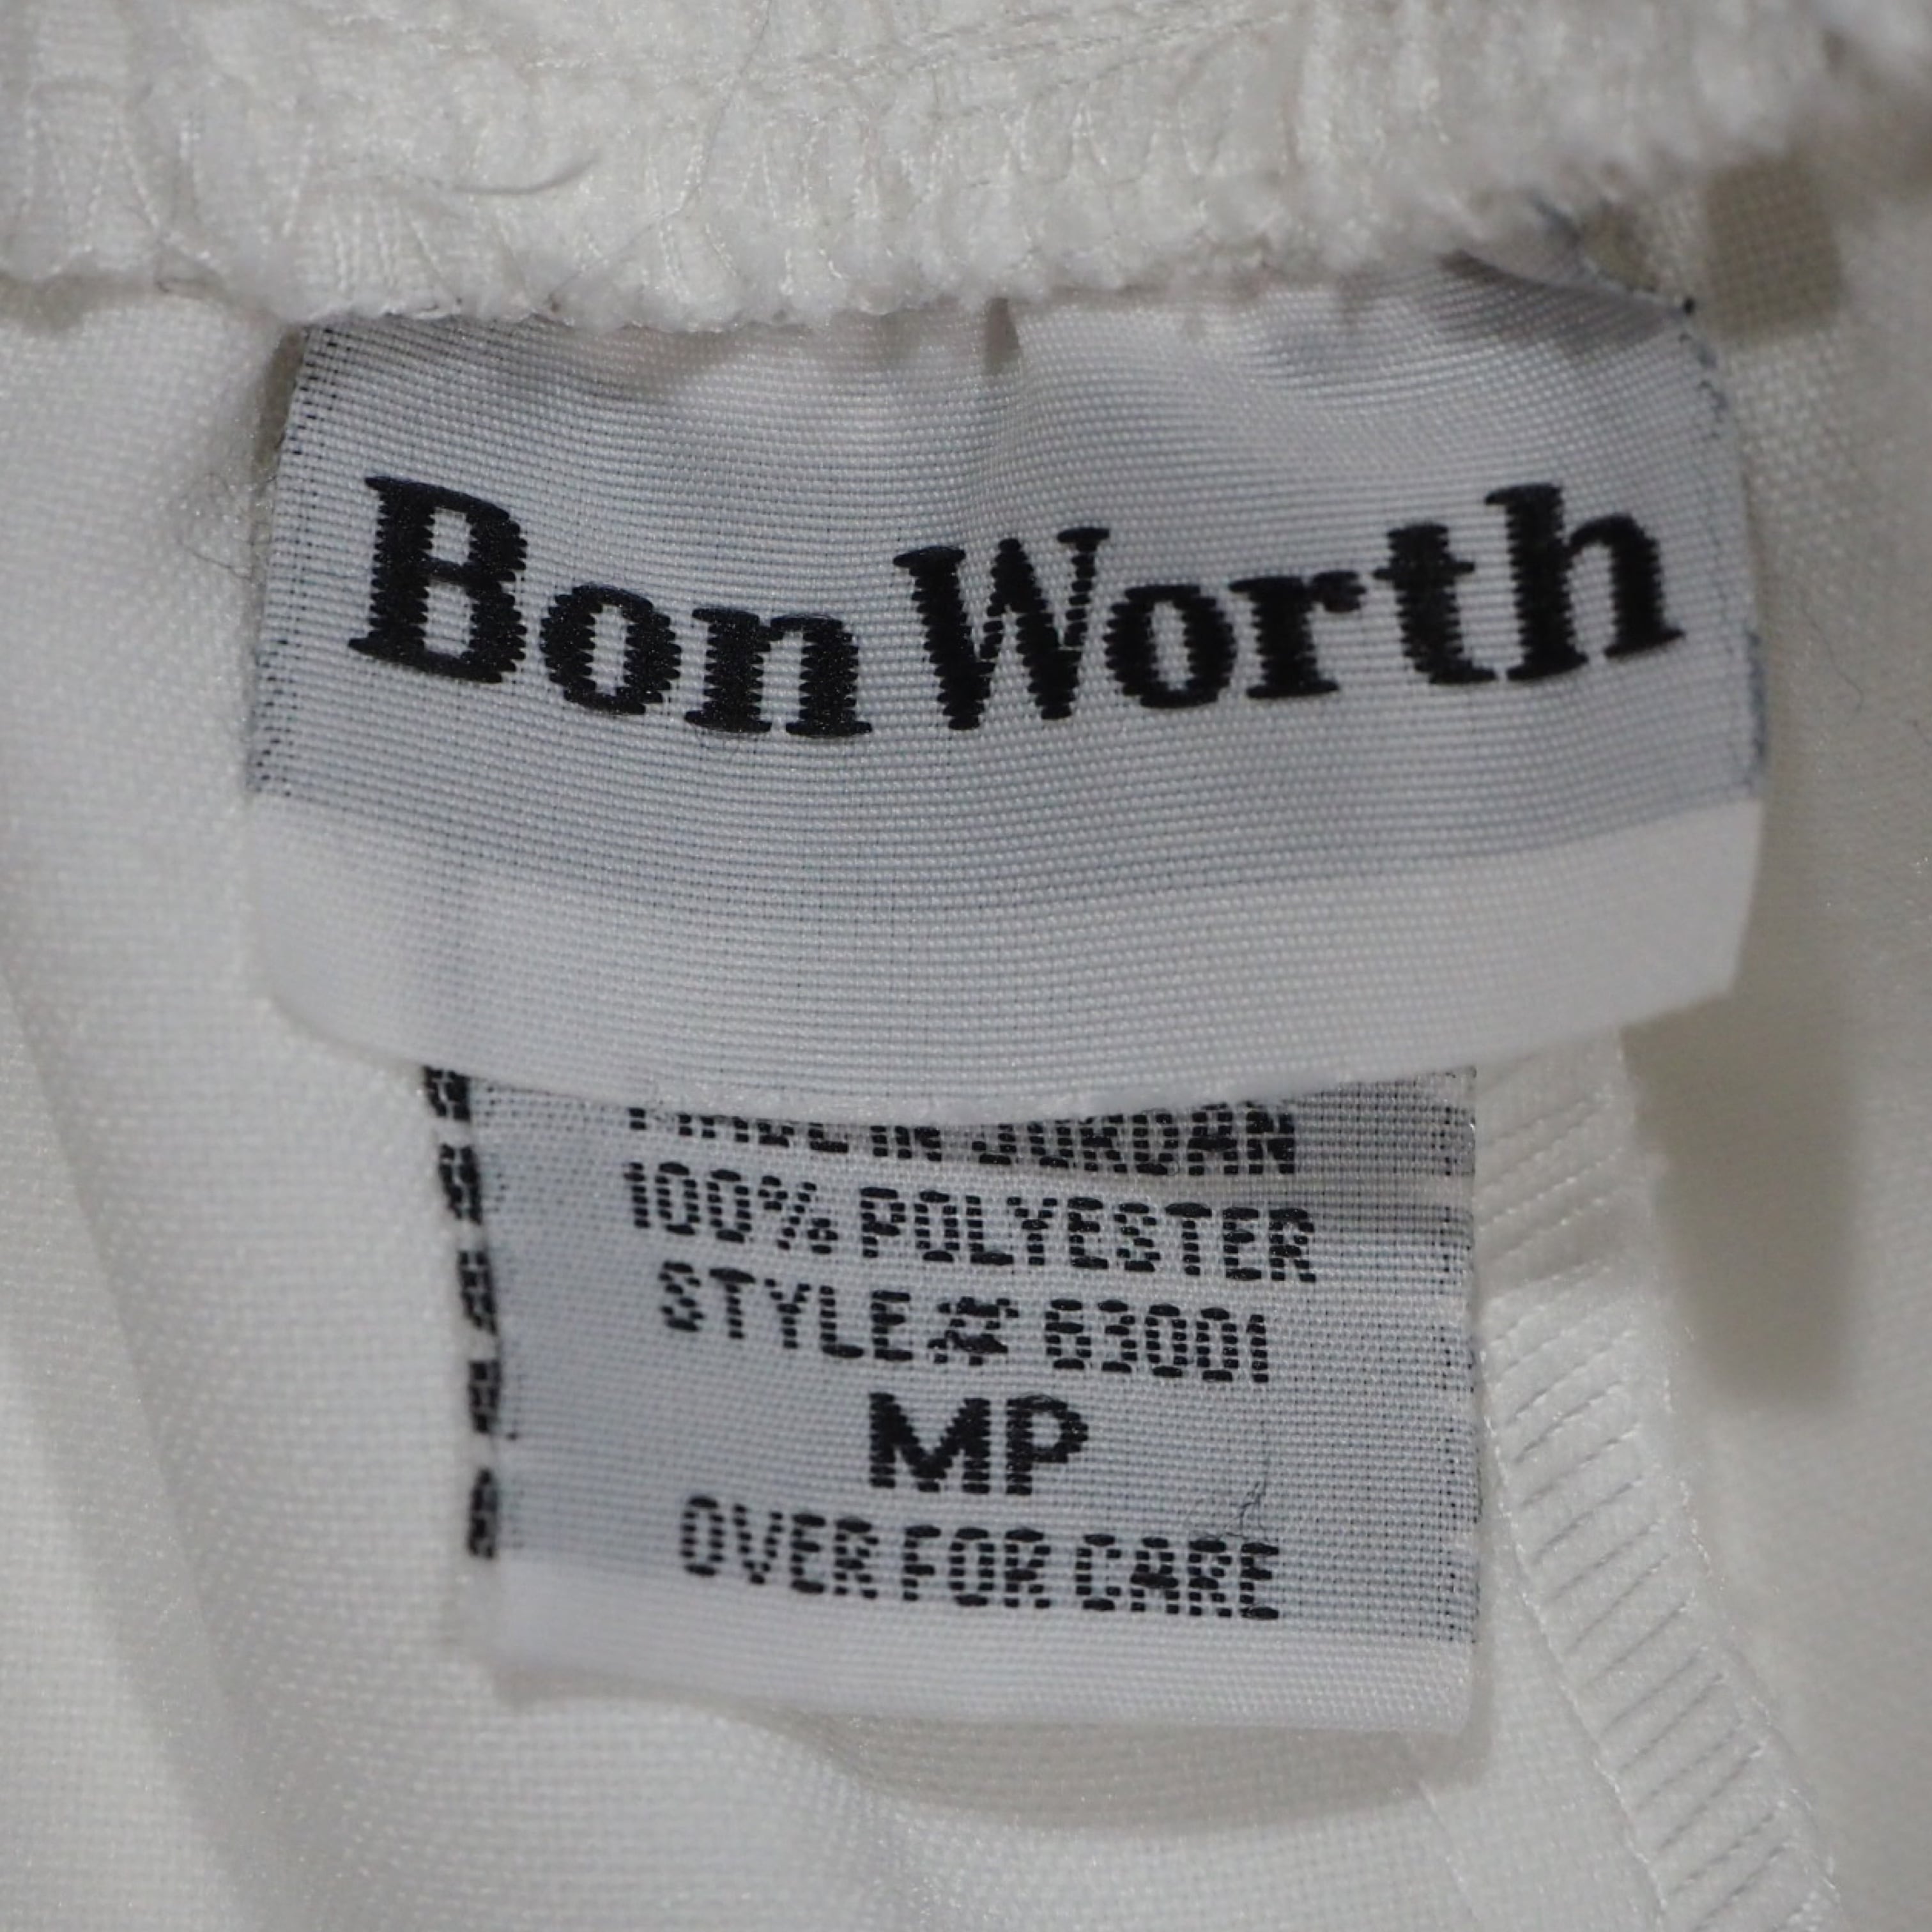 Bon Worth
MADE IN JORDAN
100% POLYESTER
STYLE# 63001
MP
OVER FOR CARE